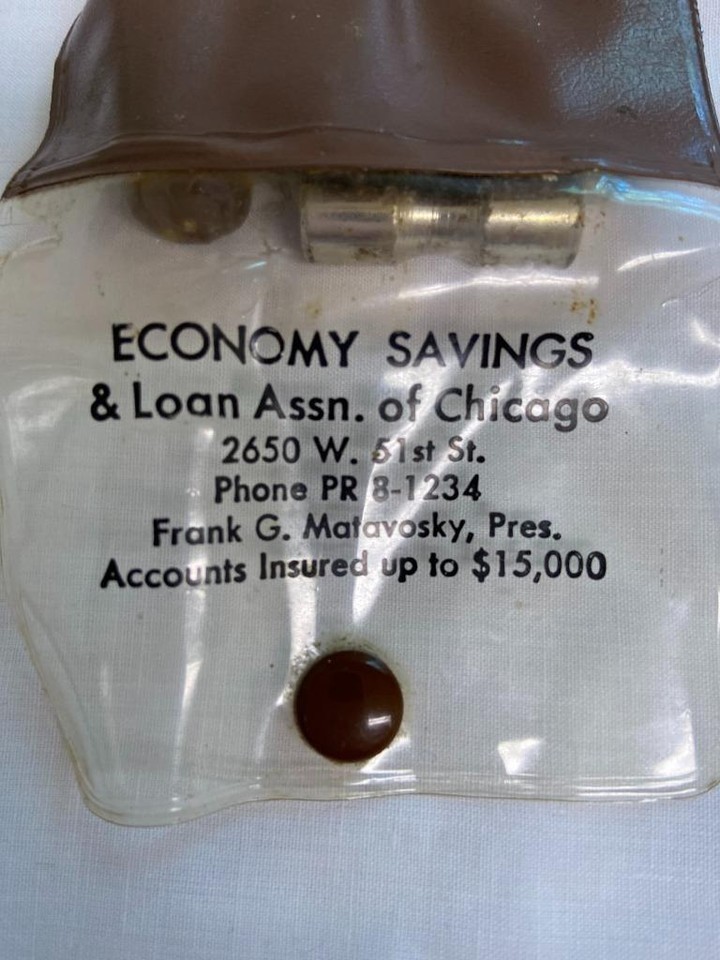 ECONOMY SAVINGS
& Loan Assn. of Chicago
2650 W. 51st St.
Phone PR 8-1234
Frank G. Matavosky, Pres.
Accounts Insured up to $15,000